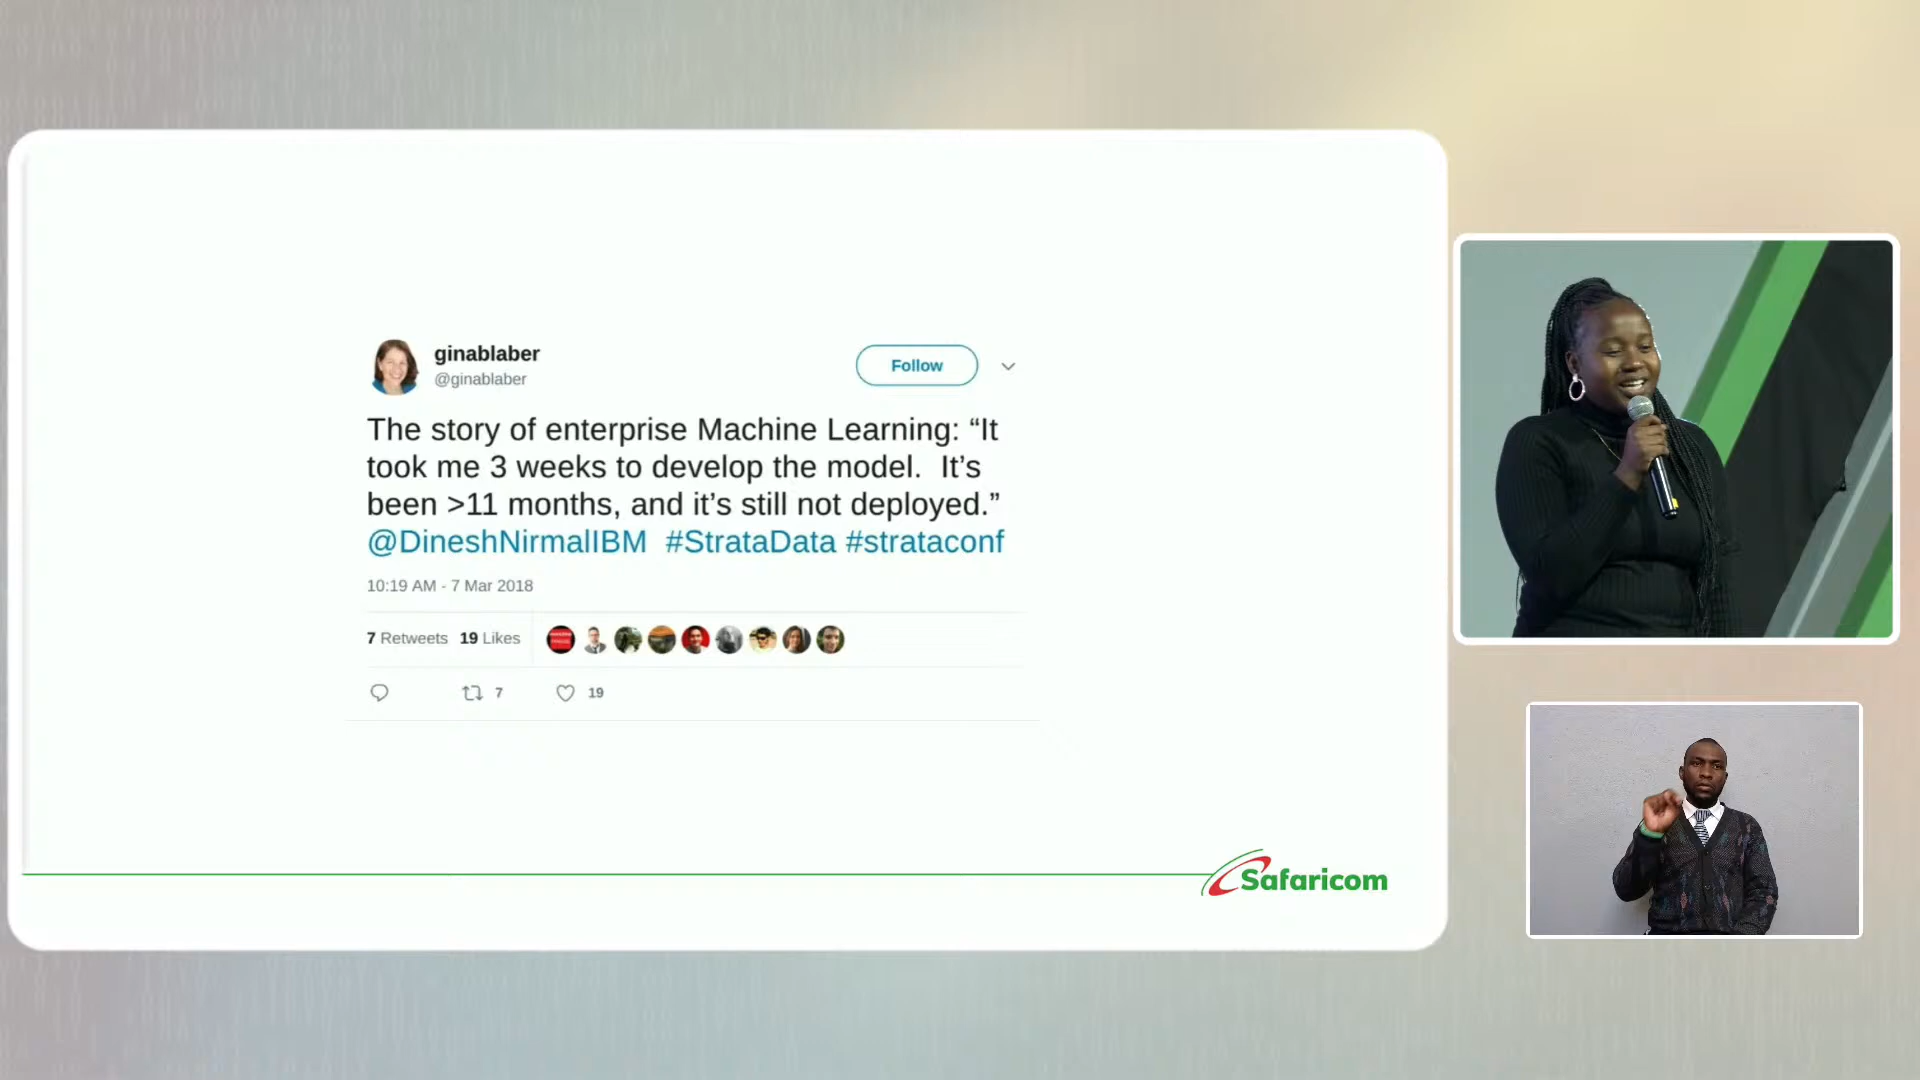 ginablaber
@ginablaber
Follow
The story of enterprise Machine Learning: “It
took me 3 weeks to develop the model.  It’s
been >11 months, and it’s still not deployed.”
@DineshNirmalIBM  #StrataData #strataconf
10:19 AM - 7 Mar 2018
7 Retweets 19 Likes
7 19
Safaricom